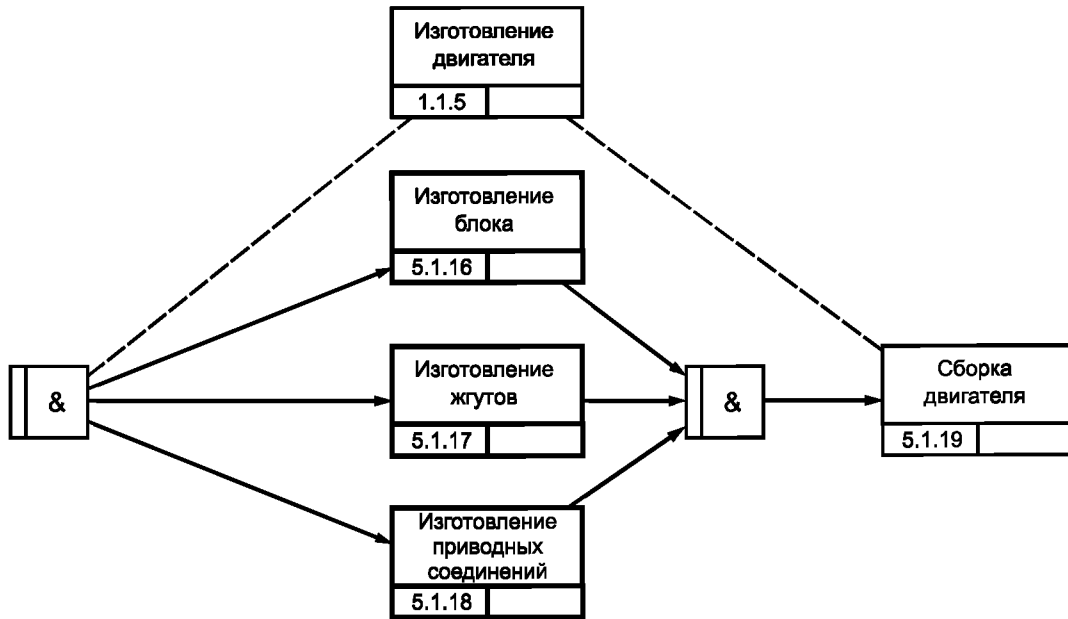 Изготовление
двигателя
1.1.5
Изготовление
блока
5.1.16
&
Изготовление
жгутов
5.1.17
&
Сборка
двигателя
5.1.19
Изготовление
приводных
соединений
5.1.18